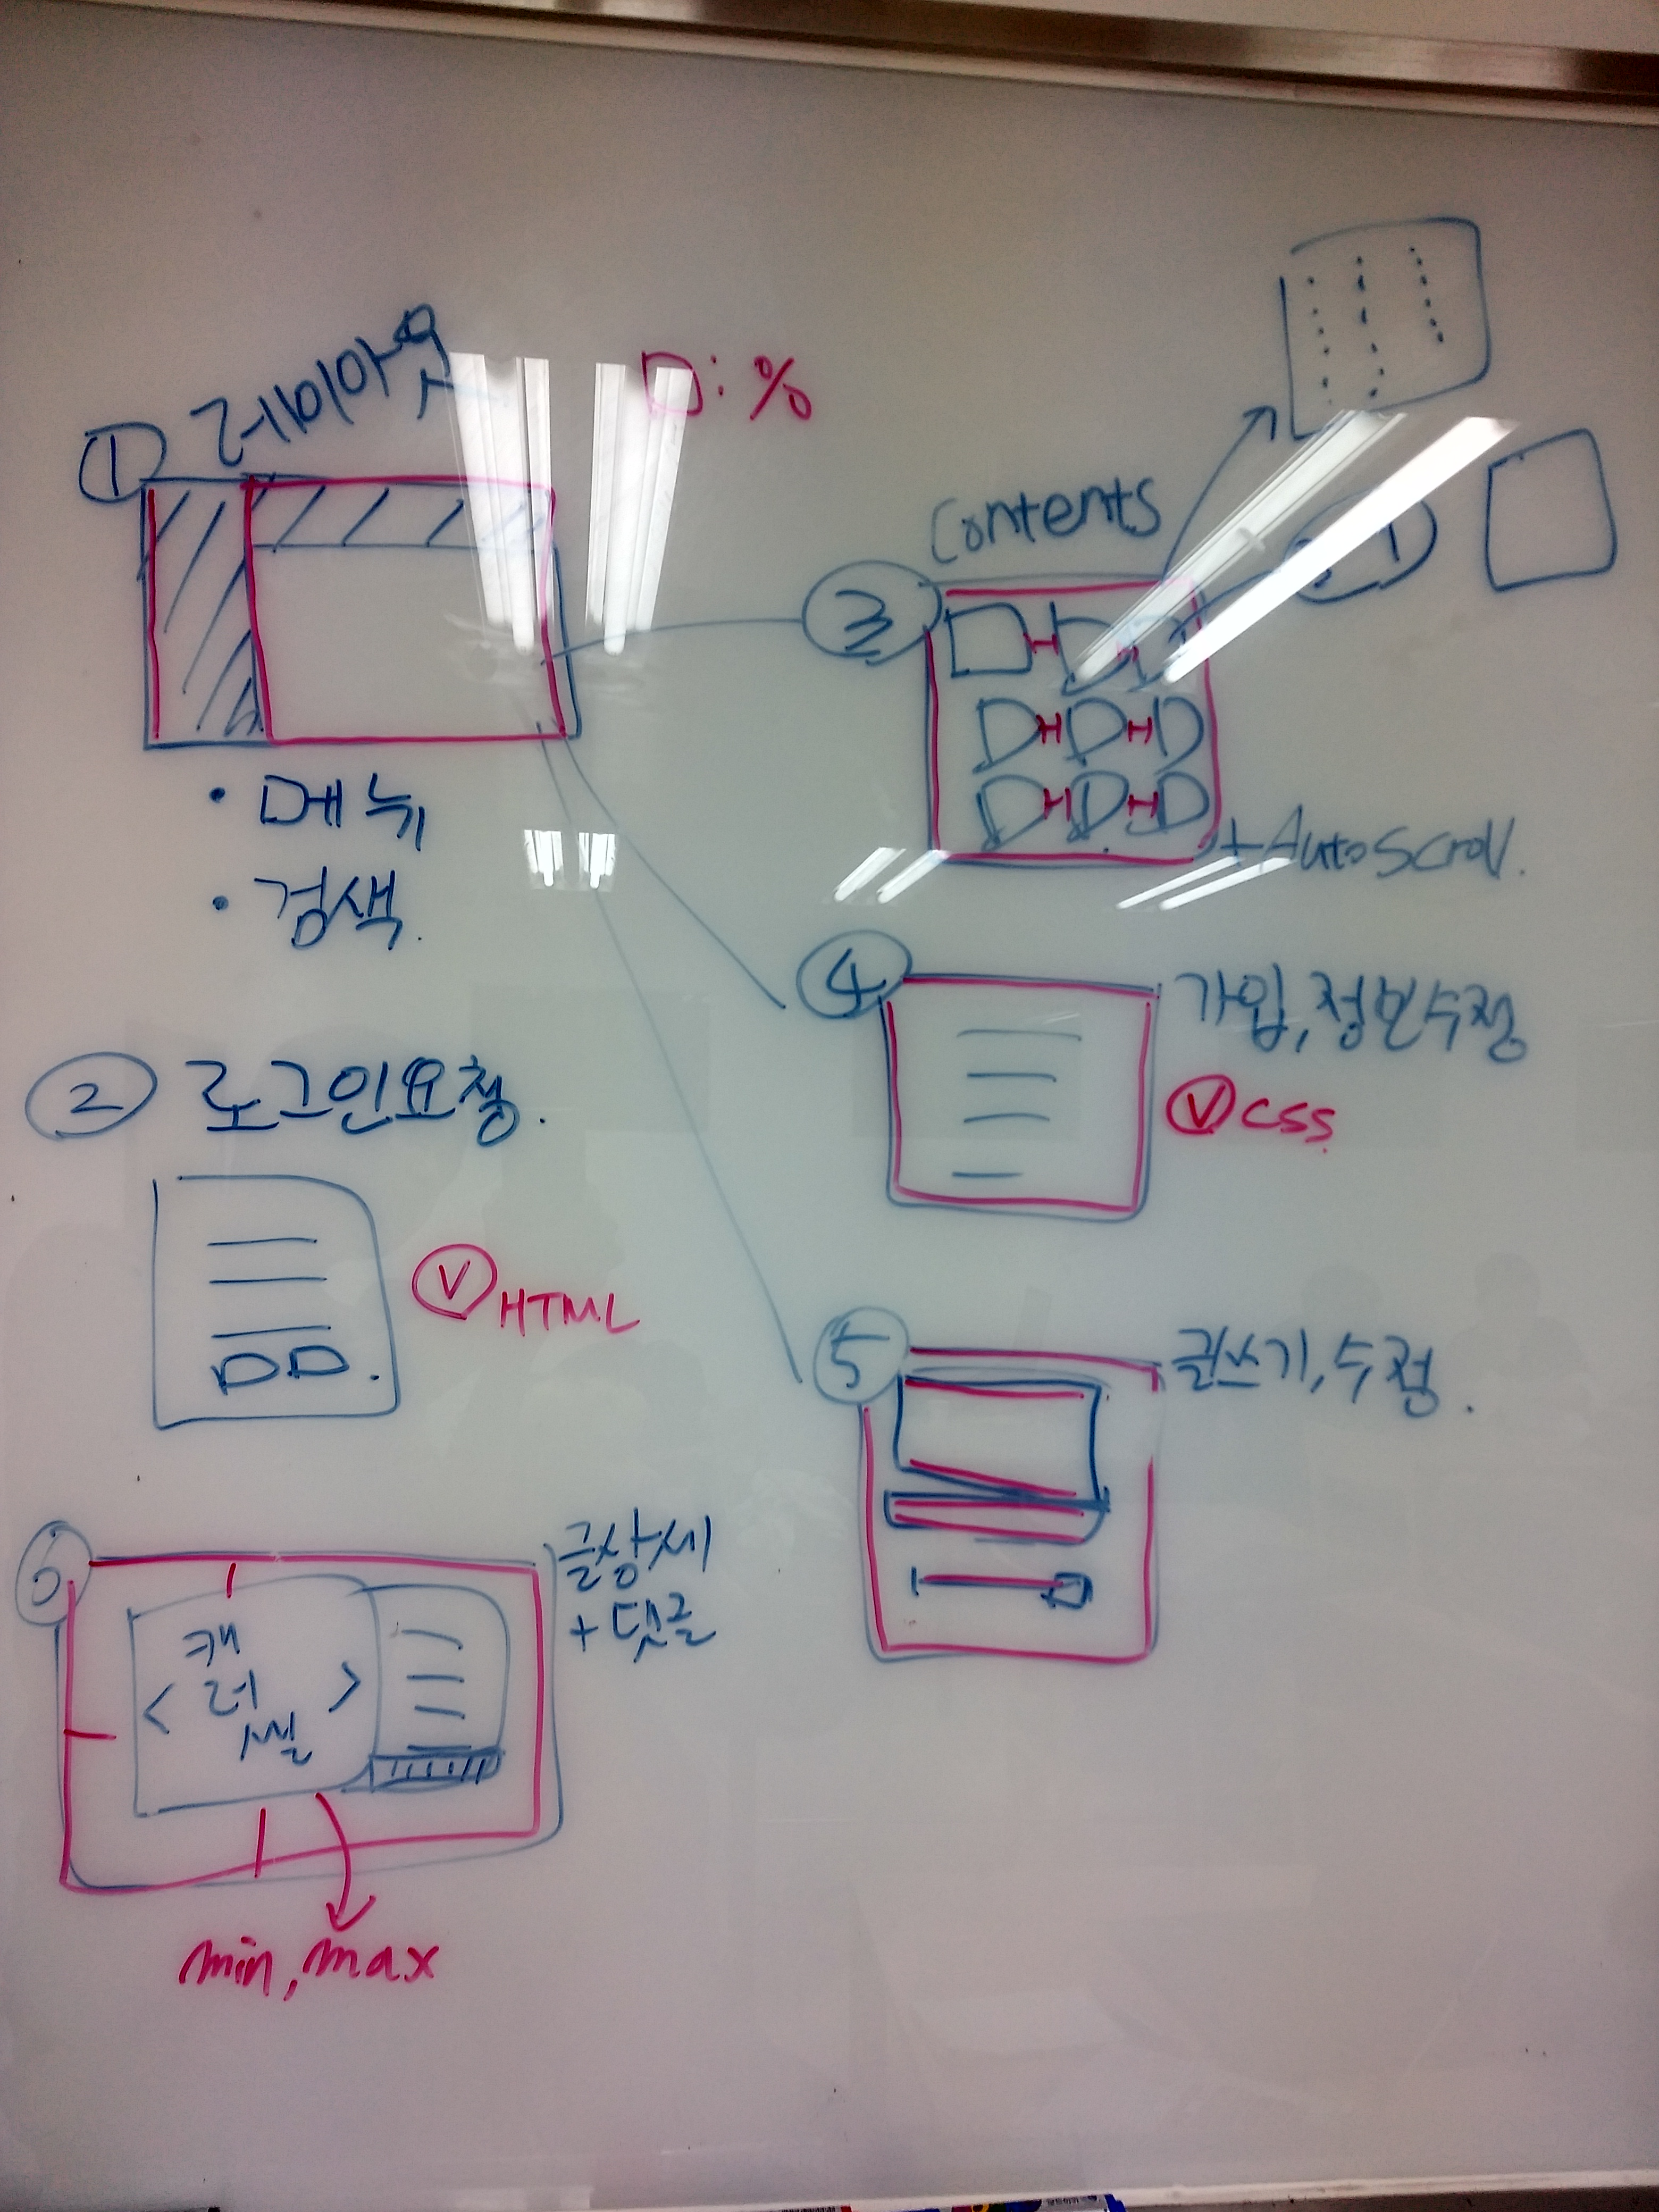 ① 레이아웃
□: %
• 메뉴
• 검색.
② 로그인요청.
Ⓥ HTML
③ Contents
+ AutoScroll.
④ 가입, 정보수정
Ⓥ CSS
⑤ 글쓰기, 수정.
⑥ 글상세
+ 댓글
< 캐
러
쎌 >
min, max